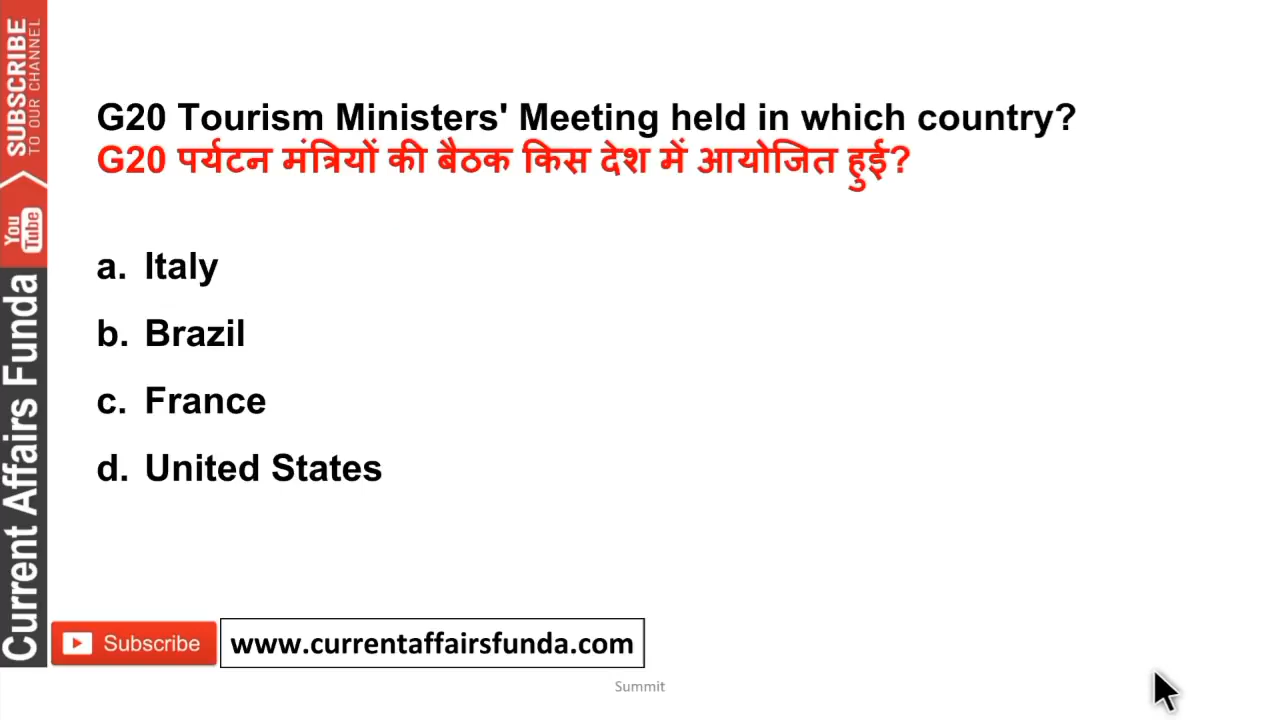 G20 Tourism Ministers' Meeting held in which country?
G20 पर्यटन मंत्रियों की बैठक किस देश में आयोजित हुई?
a. Italy
b. Brazil
c. France
d. United States
SUBSCRIBE
TO OUR CHANNEL
You
Tube
Current Affairs Funda
Subscribe
www.currentaffairsfunda.com
Summit